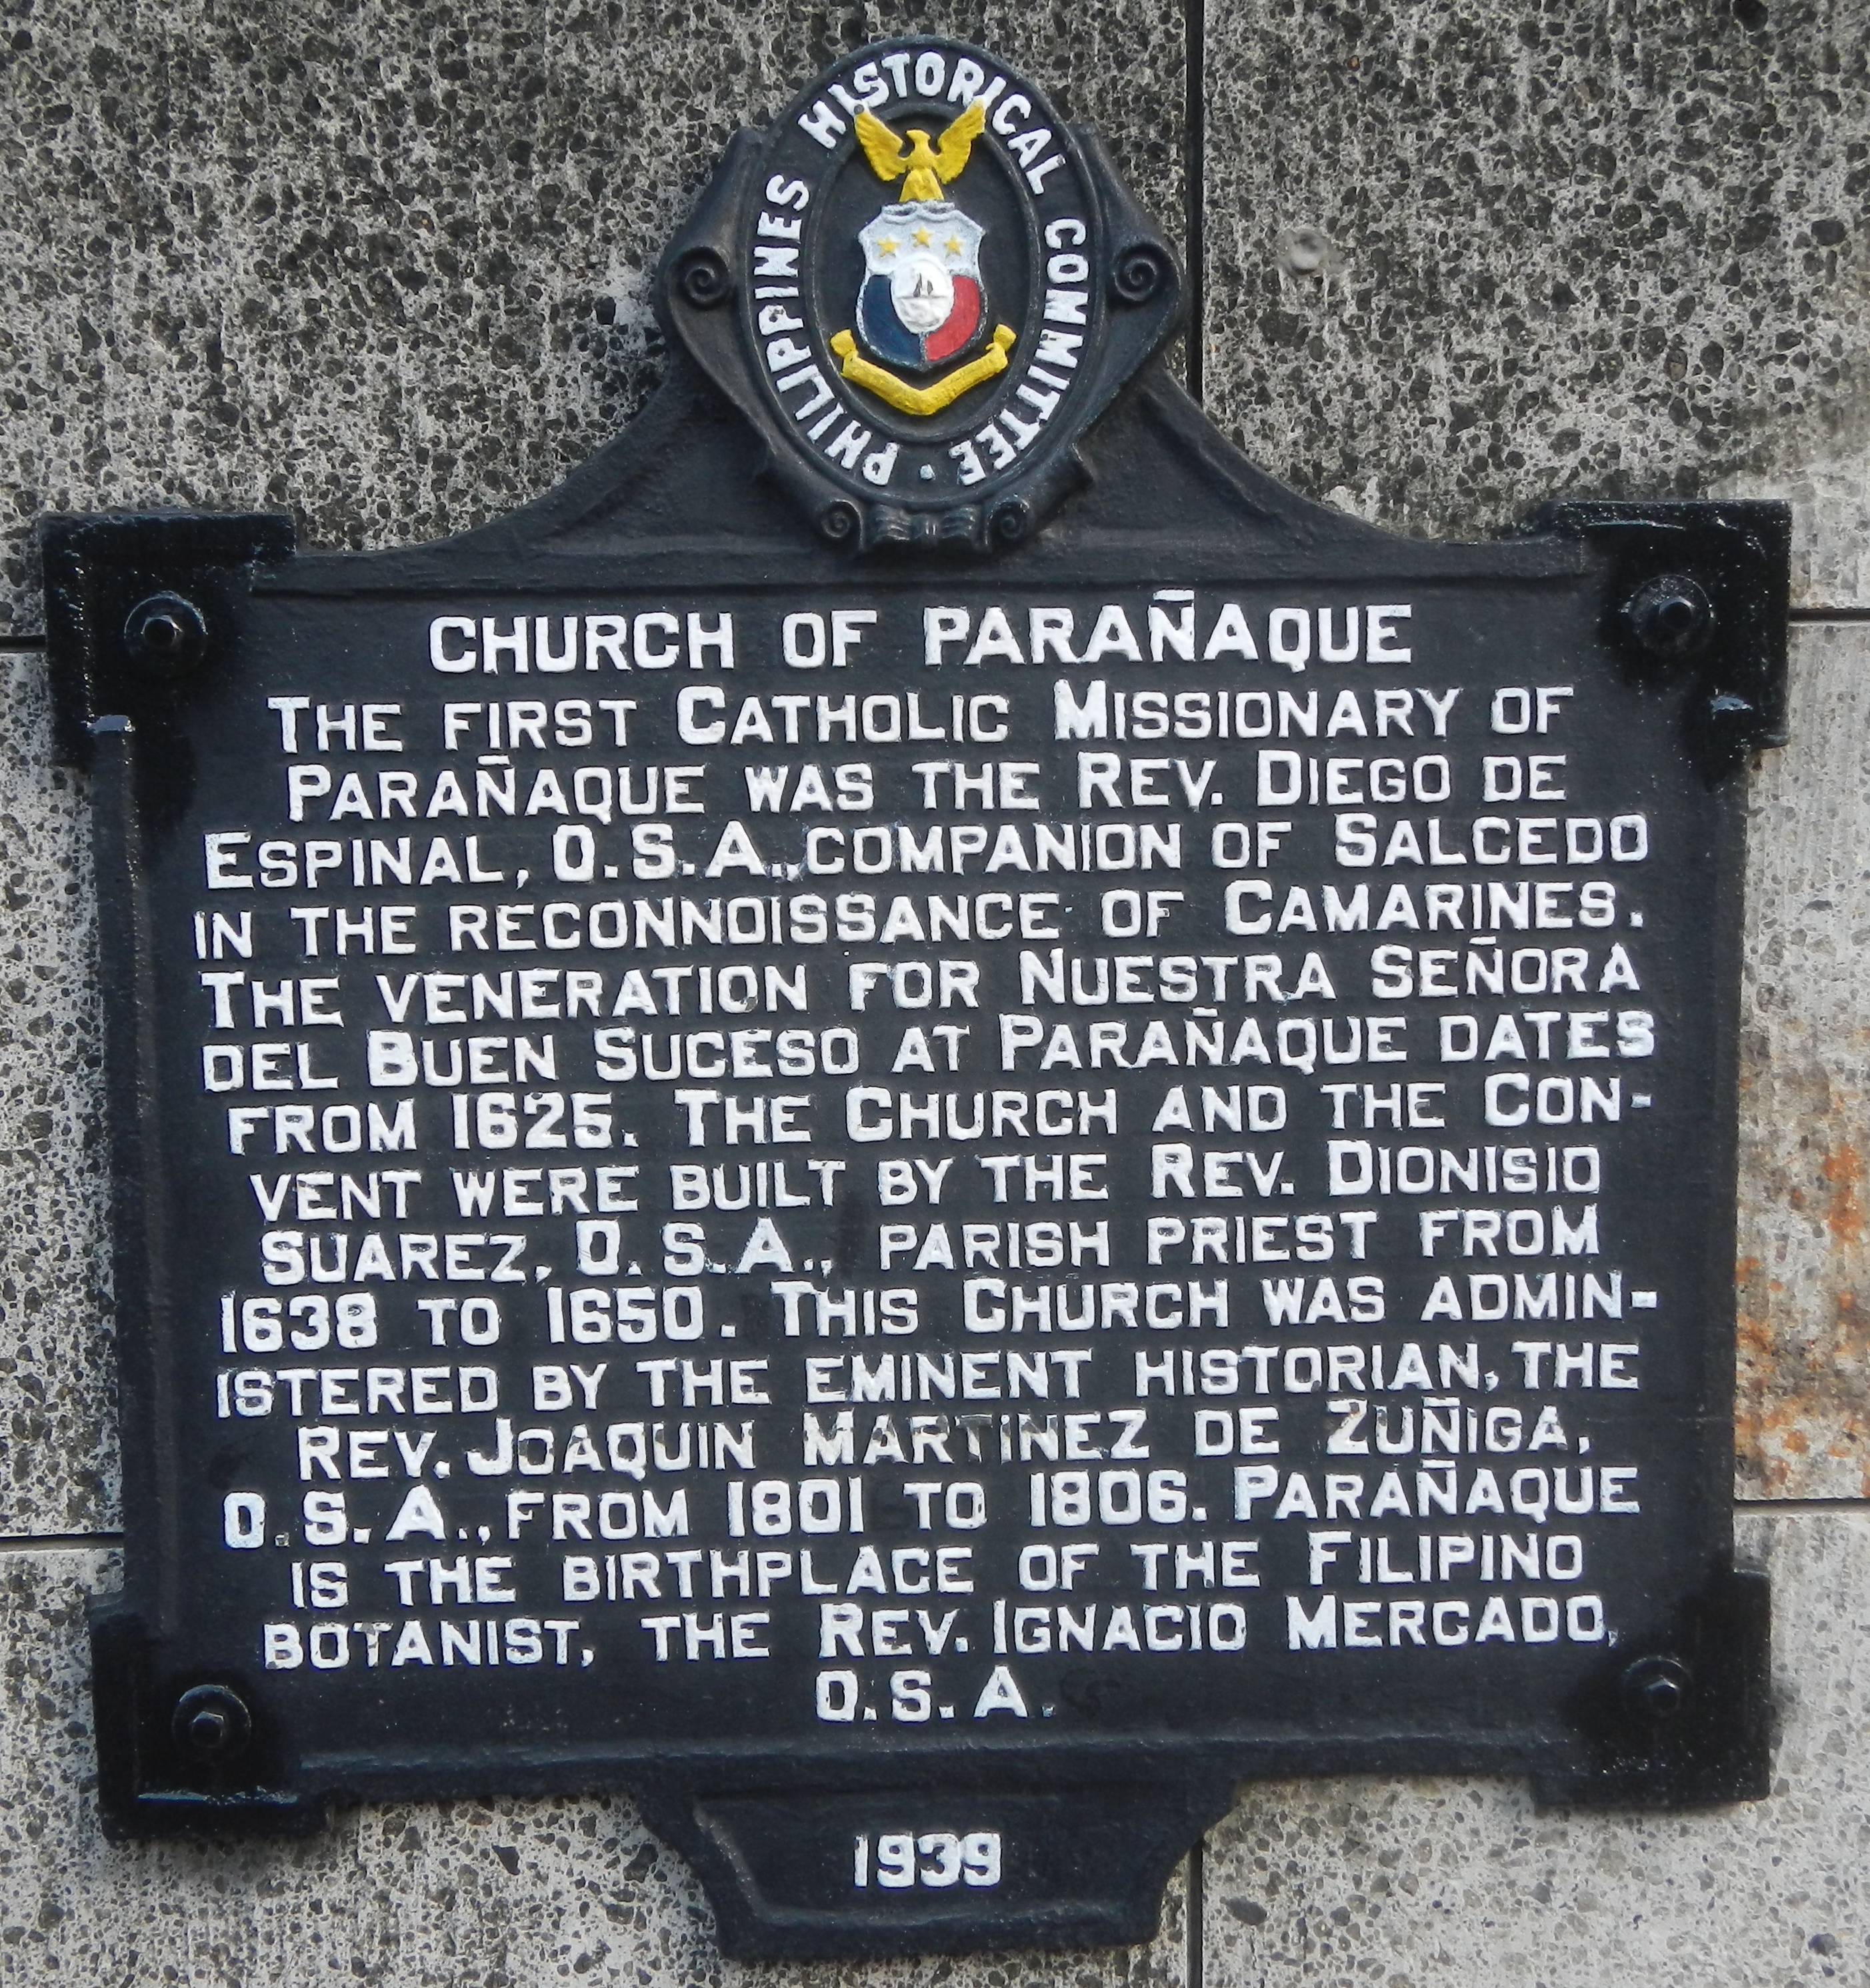 PHILIPPINES HISTORICAL COMMITTEE ·
CHURCH OF PARAÑAQUE
THE FIRST CATHOLIC MISSIONARY OF
PARAÑAQUE WAS THE REV. DIEGO DE
ESPINAL, O.S.A., COMPANION OF SALCEDO
IN THE RECONNOISSANCE OF CAMARINES.
THE VENERATION FOR NUESTRA SEÑORA
DEL BUEN SUCESO AT PARAÑAQUE DATES
FROM 1625. THE CHURCH AND THE CON-
VENT WERE BUILT BY THE REV. DIONISIO
SUAREZ, O.S.A., PARISH PRIEST FROM
1638 TO 1650. THIS CHURCH WAS ADMIN-
ISTERED BY THE EMINENT HISTORIAN, THE
REV. JOAQUIN MARTINEZ DE ZUÑIGA,
O.S.A., FROM 1801 TO 1806. PARAÑAQUE
IS THE BIRTHPLACE OF THE FILIPINO
BOTANIST, THE REV. IGNACIO MERCADO,
O.S.A.
1939